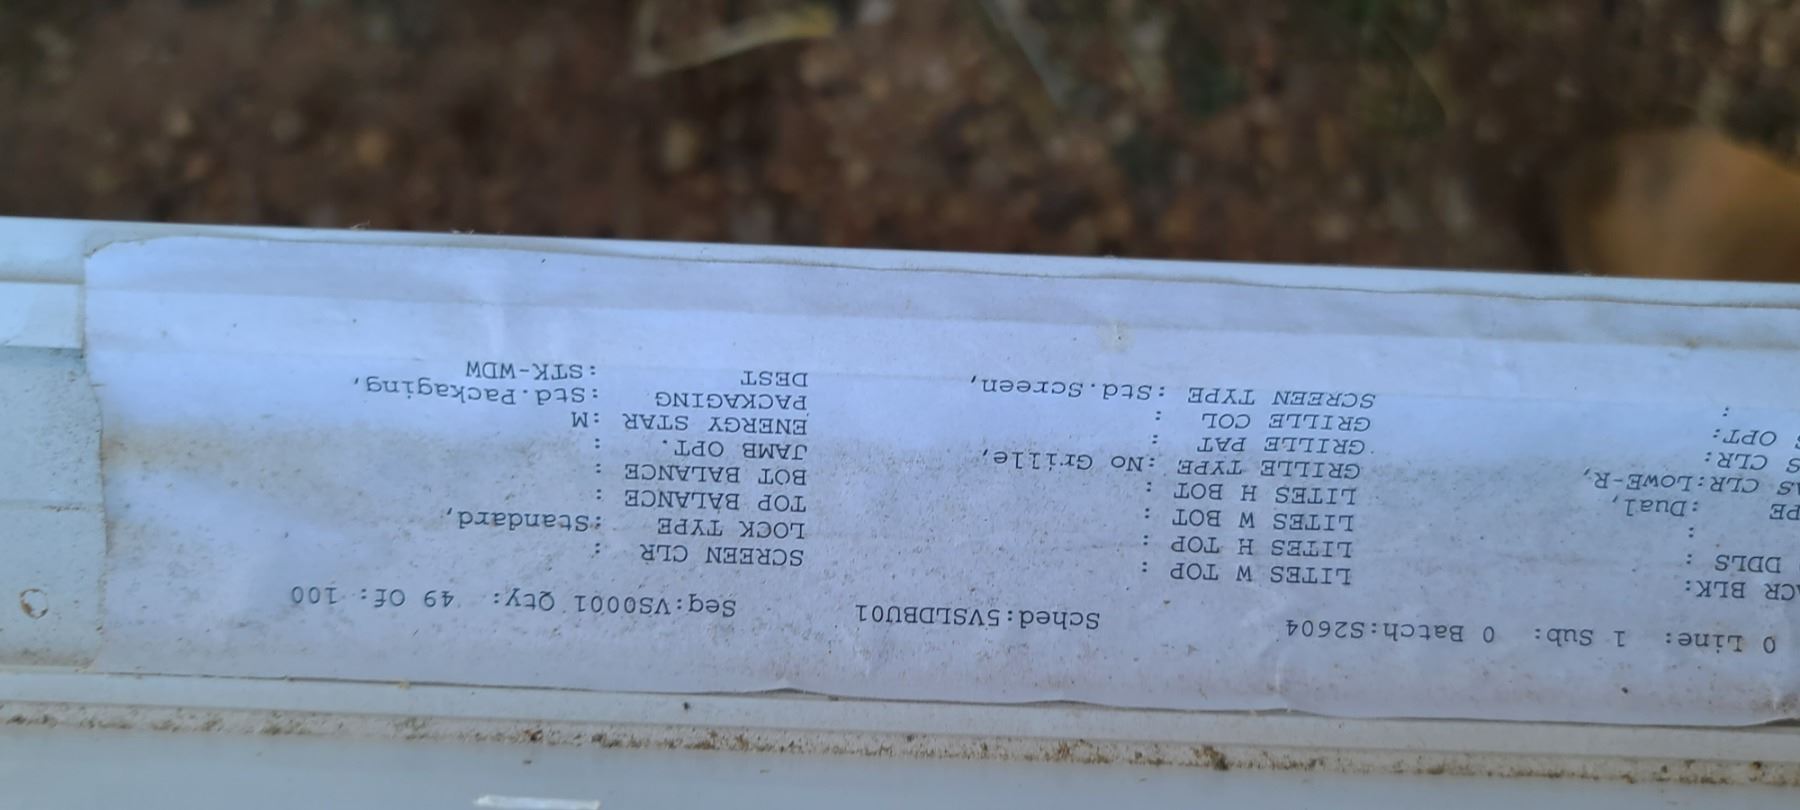 0 Line: 1 Sub: 0 Batch:S2604 Sched:5VSLDBU01 Seq:VS0001 Qty: 49 Of: 100
ACR BLK: LITES W TOP : SCREEN CLR :
DDLS : LITES H TOP : LOCK TYPE :Standard,
: LITES W BOT : TOP BALANCE :
PE :Dual, LITES H BOT : BOT BALANCE :
AS CLR:LOWE-R, GRILLE TYPE :No Grille, JAMB OPT. :
S CLR: GRILLE PAT : ENERGY STAR :M
S OPT: GRILLE COL : PACKAGING :Std.Packaging,
: SCREEN TYPE :Std.Screen, DEST :STK-WDW